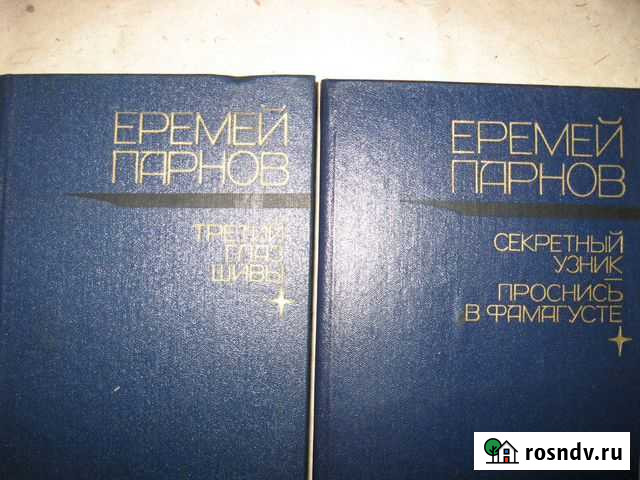 ЕРЕМЕЙ
ПАРНОВ
ТРЕТИЙ
ГЛАЗ
ШИВЫ
ЕРЕМЕЙ
ПАРНОВ
СЕКРЕТНЫЙ
УЗНИК
ПРОСНИСЬ
В ФАМАГУСТЕ
rosndv.ru